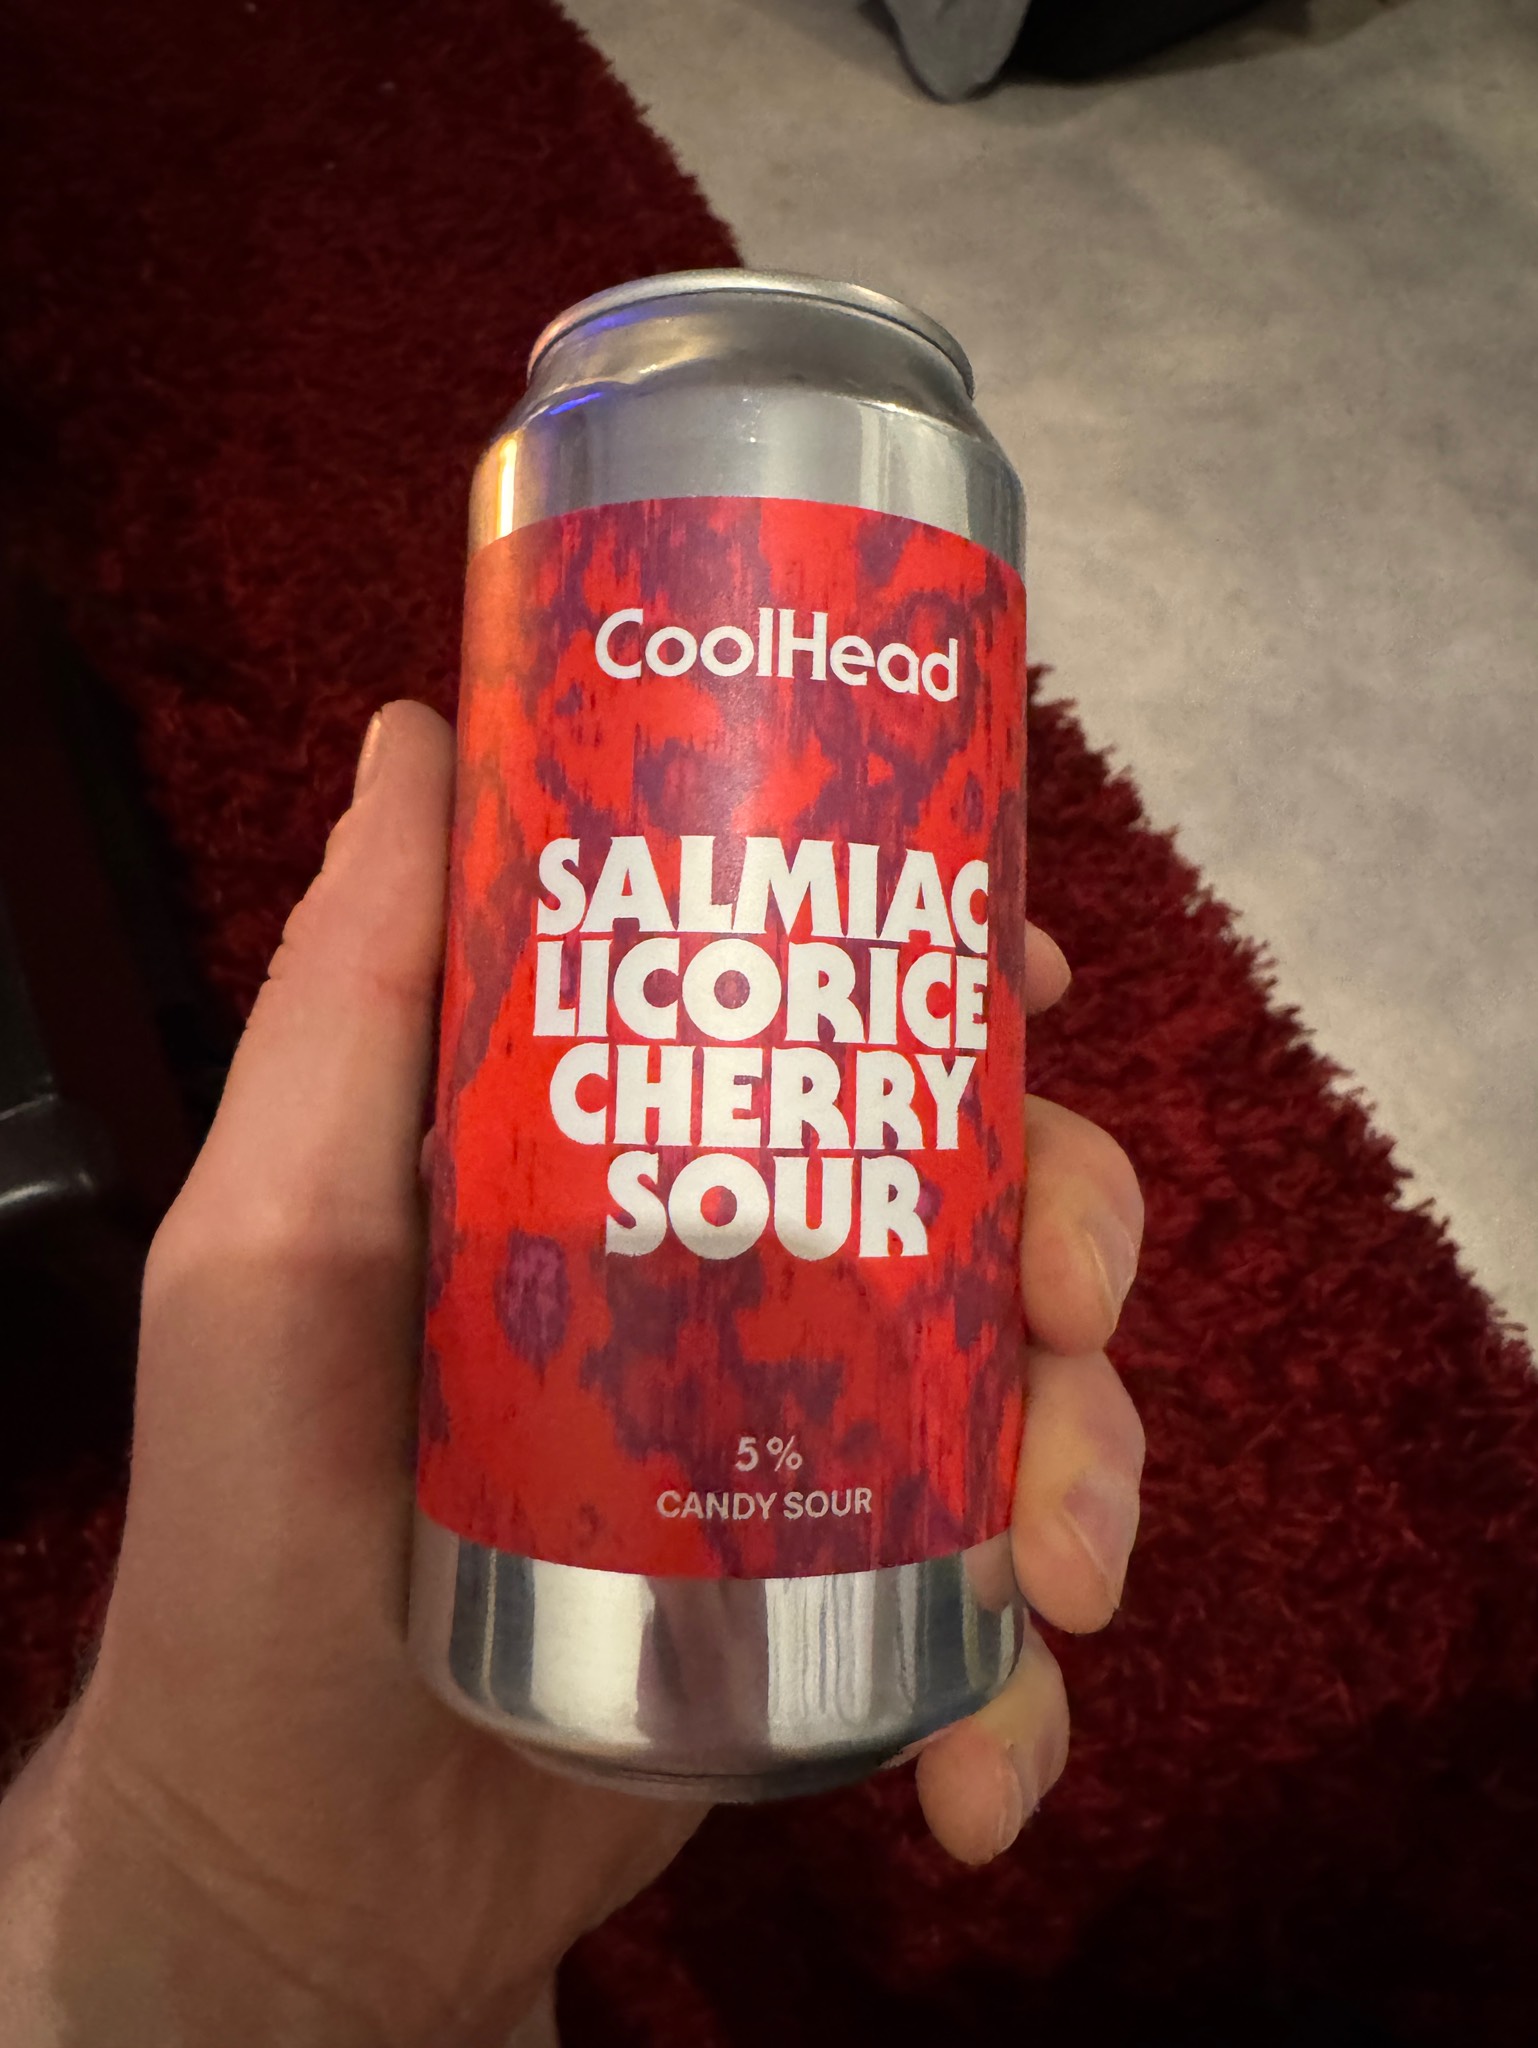 CoolHead
SALMIAC
LICORICE
CHERRY
SOUR
5%
CANDY SOUR